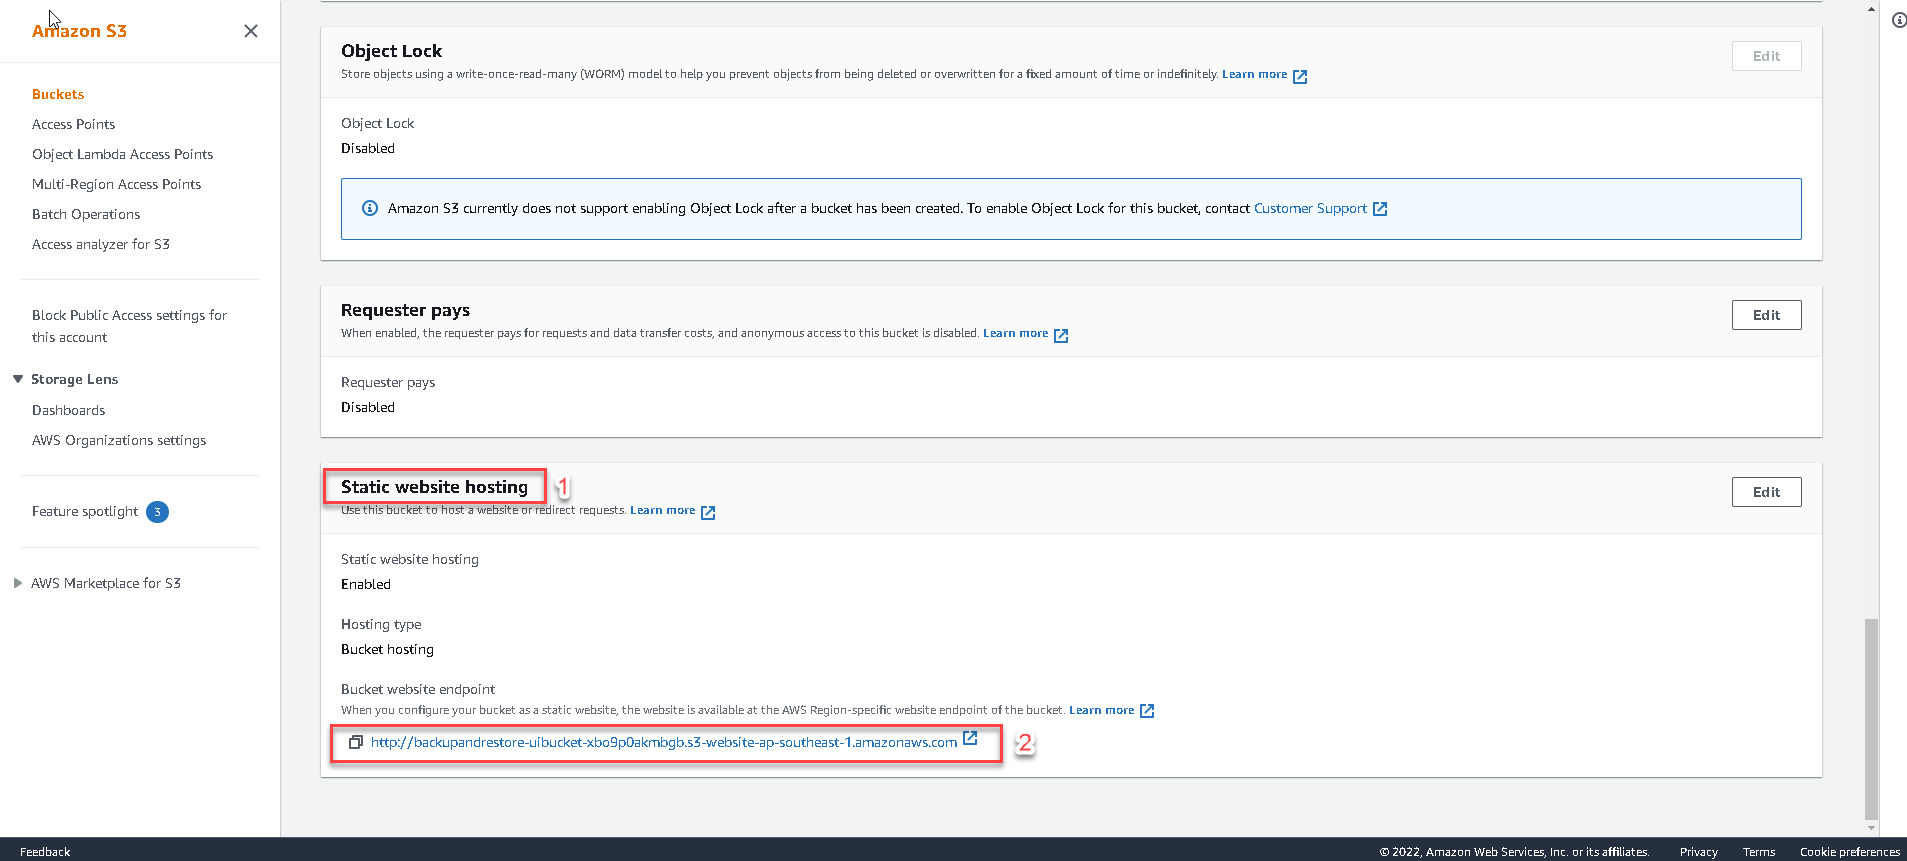 Amazon S3
Buckets
Access Points
Object Lambda Access Points
Multi-Region Access Points
Batch Operations
Access analyzer for S3
Block Public Access settings for
this account
Storage Lens
Dashboards
AWS Organizations settings
Feature spotlight 3
AWS Marketplace for S3
Object Lock
Edit
Store objects using a write-once-read-many (WORM) model to help you prevent objects from being deleted or overwritten for a fixed amount of time or indefinitely. Learn more
Object Lock
Disabled
Amazon S3 currently does not support enabling Object Lock after a bucket has been created. To enable Object Lock for this bucket, contact Customer Support
Requester pays
Edit
When enabled, the requester pays for requests and data transfer costs, and anonymous access to this bucket is disabled. Learn more
Requester pays
Disabled
Static website hosting 1
Edit
Use this bucket to host a website or redirect requests. Learn more
Static website hosting
Enabled
Hosting type
Bucket hosting
Bucket website endpoint
When you configure your bucket as a static website, the website is available at the AWS Region-specific website endpoint of the bucket. Learn more
http://backupandrestore-uibucket-xbo9p0akmbgb.s3-website-ap-southeast-1.amazonaws.com 2
Feedback
© 2022, Amazon Web Services, Inc. or its affiliates. Privacy Terms Cookie preferences